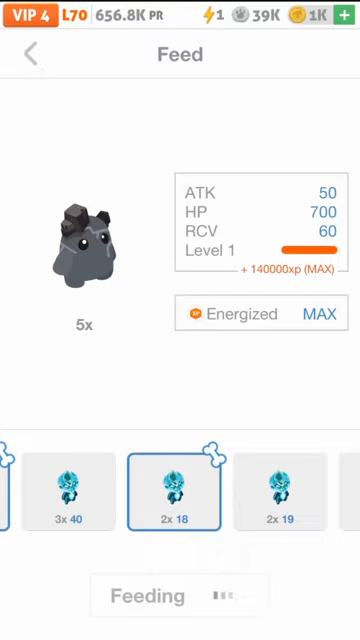 VIP 4 L70 656.8K PR 1 39K 1K +
Feed
ATK 50
HP 700
RCV 60
Level 1
+ 140000xp (MAX)
5x
XP Energized MAX
3x 40
2x 18
2x 19
Feeding